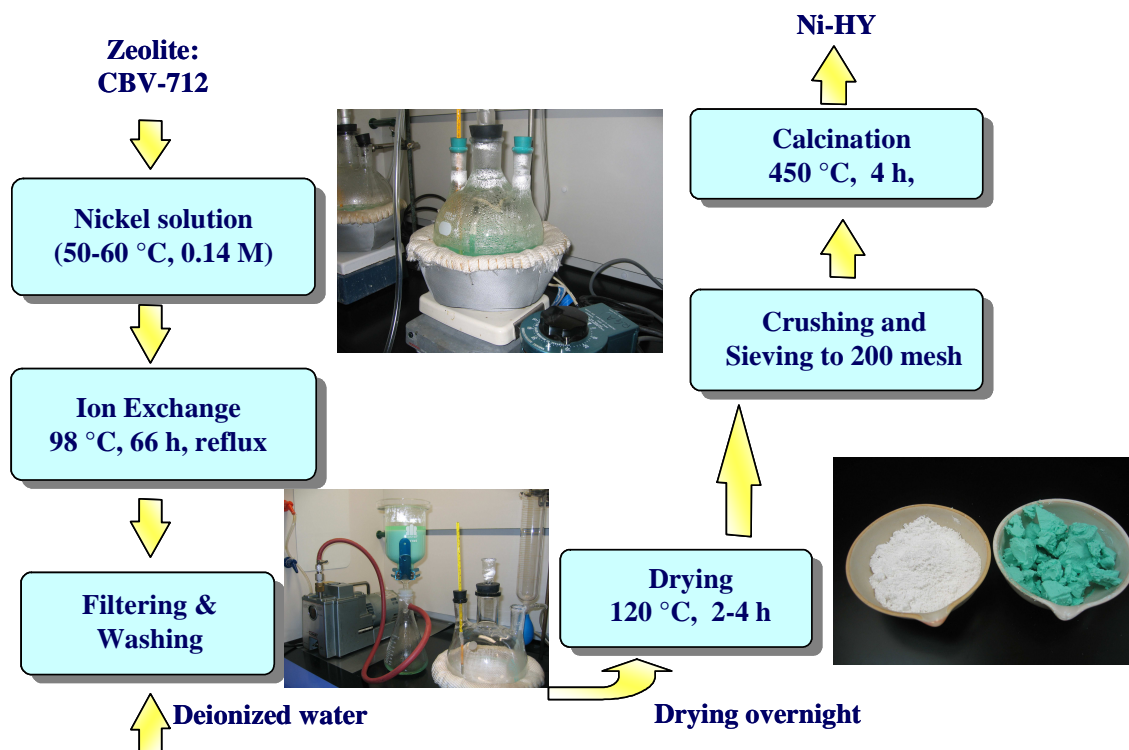 Zeolite:
CBV-712
Nickel solution
(50-60 °C, 0.14 M)
Ion Exchange
98 °C, 66 h, reflux
Filtering &
Washing
Deionized water
Drying overnight
Drying
120 °C, 2-4 h
Crushing and
Sieving to 200 mesh
Calcination
450 °C, 4 h,
Ni-HY